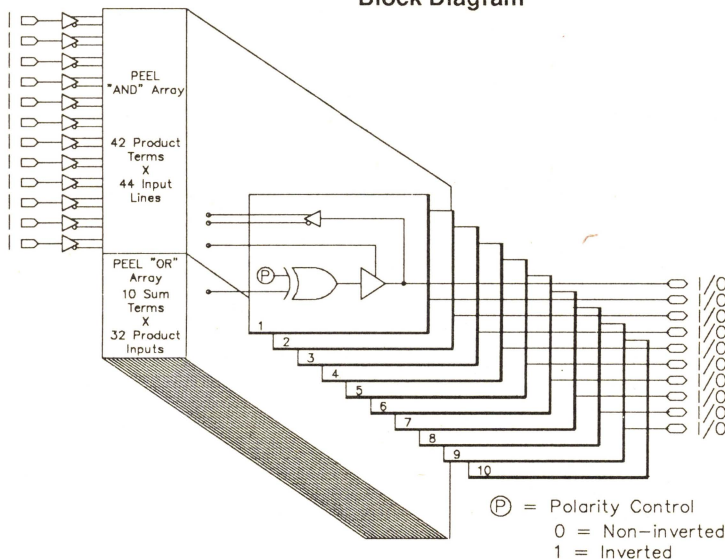 Block Diagram
I
I
I
I
I
I
I
I
I
I
I
I
PEEL
"AND" Array
42 Product
Terms
X
44 Input
Lines
PEEL "OR"
Array
10 Sum
Terms
X
32 Product
Inputs
P
1
2
3
4
5
6
7
8
9
10
I/O
I/O
I/O
I/O
I/O
I/O
I/O
I/O
I/O
I/O
P = Polarity Control
0 = Non-inverted
1 = Inverted